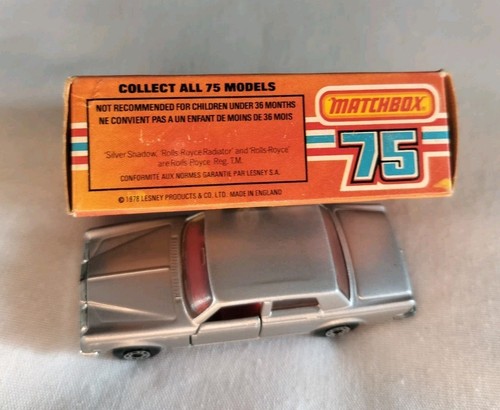 COLLECT ALL 75 MODELS
NOT RECOMMENDED FOR CHILDREN UNDER 36 MONTHS
NE CONVIENT PAS A UN ENFANT DE MOINS DE 36 MOIS
'Silver Shadow, 'Rolls-Royce Radiator' and 'Rolls-Royce'
are Rolls-Royce Reg. T.M.
CONFORMITE AUX NORMES GARANTIE PAR LESNEY S.A.
© 1978 LESNEY PRODUCTS & CO. LTD. MADE IN ENGLAND
MATCHBOX
75